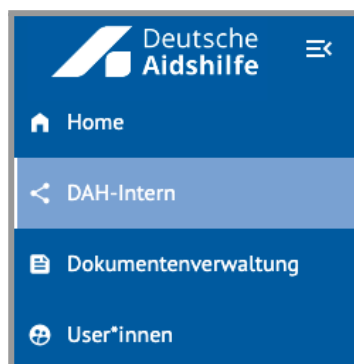 Deutsche
Aidshilfe
Home
DAH-Intern
Dokumentenverwaltung
User*innen